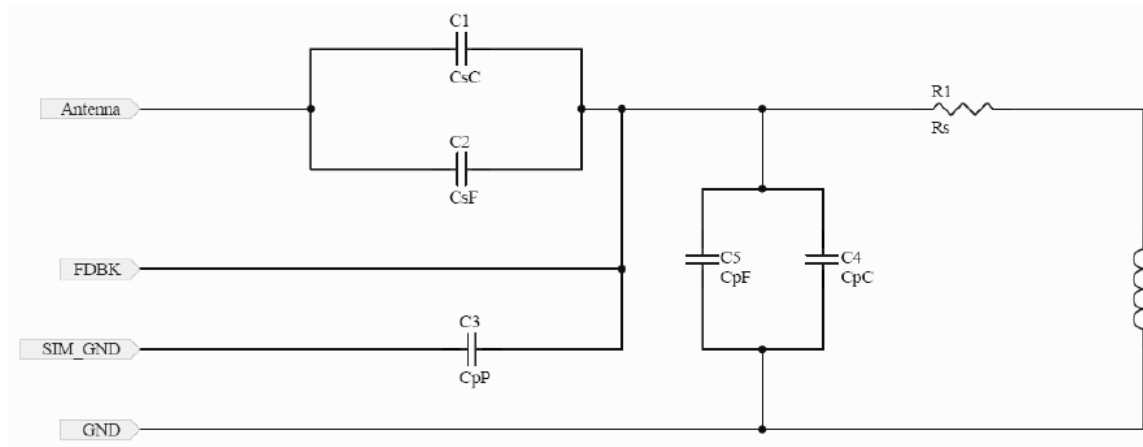 C1
CsC
Antenna
R1
Rs
C2
CsF
C5
CpF
C4
CpC
FDBK
C3
CpP
SIM_GND
GND